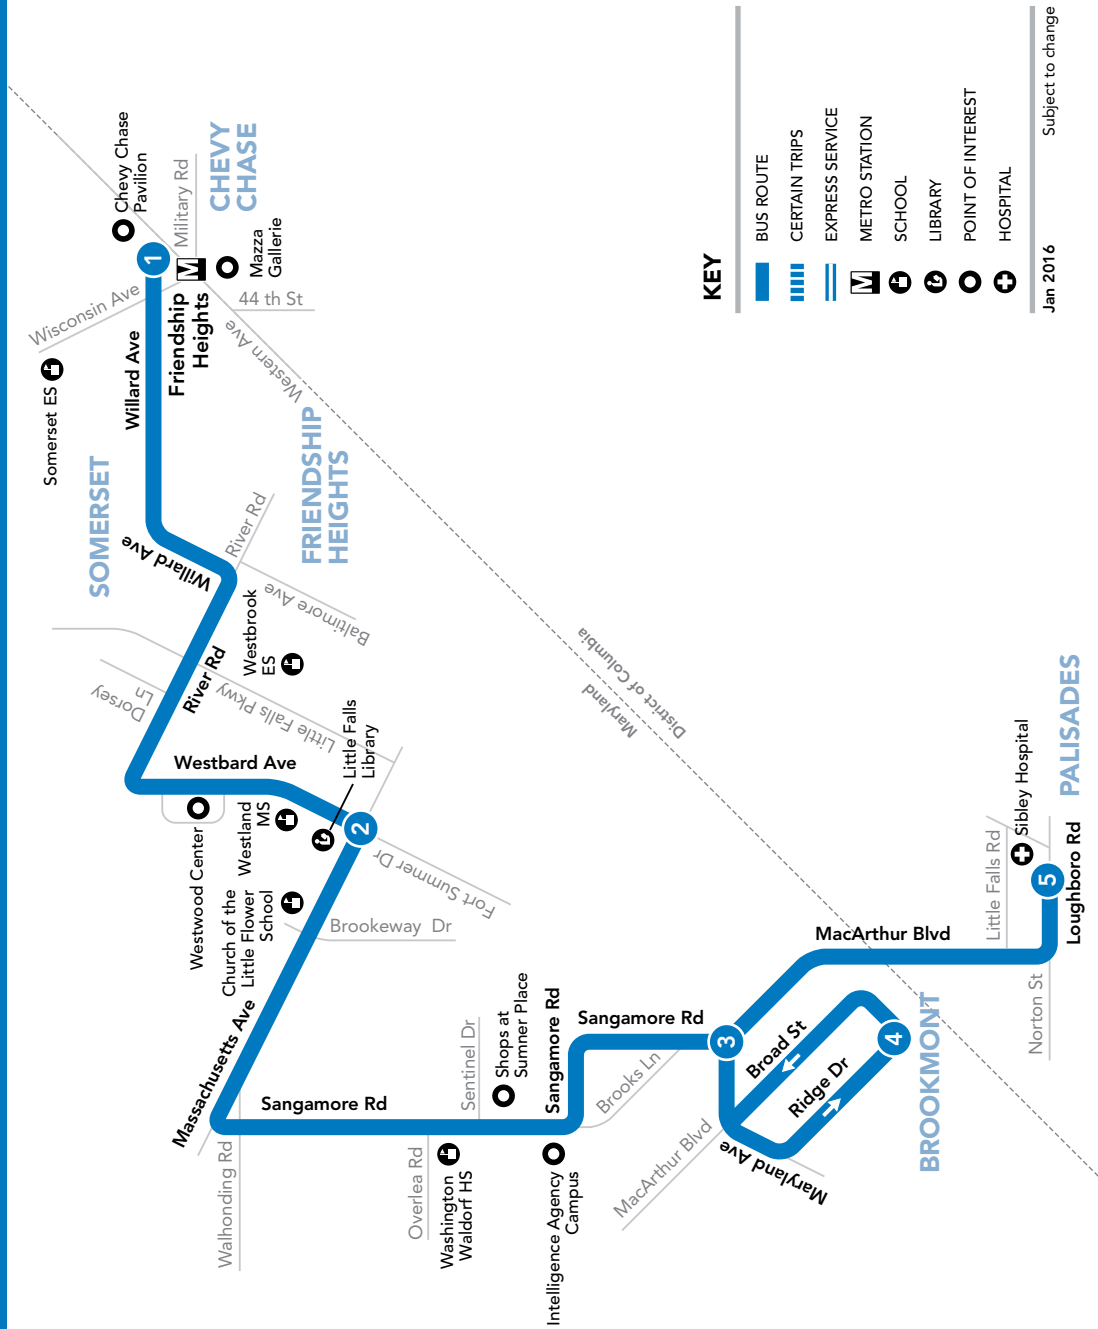 Chevy Chase
Pavilion
Military Rd
CHEVY
CHASE
Mazza
Gallerie
44 th St
Wisconsin Ave
Somerset ES
1
M
Friendship
Heights
Willard Ave
Western Ave
SOMERSET
FRIENDSHIP
HEIGHTS
Willard Ave
River Rd
Baltimore Ave
Westbrook
ES
River Rd
Dorsey
Ln
Little Falls Pkwy
Westbard Ave
Little Falls
Library
Westwood Center
Westland
MS
2
Church of the
Little Flower
School
Fort Summer Dr
Brookeway Dr
Massachusetts Ave
Sangamore Rd
Walhonding Rd
Overlea Rd
Washington
Waldorf HS
Sentinel Dr
Shops at
Sumner Place
Sangamore Rd
Intelligence Agency
Campus
Sangamore Rd
Brooks Ln
3
MacArthur Blvd
Broad St
Ridge Dr
Maryland Ave
4
BROOKMONT
MacArthur Blvd
Maryland
District of Columbia
Little Falls Rd
Sibley Hospital
PALISADES
5
Loughboro Rd
Norton St
KEY
BUS ROUTE
CERTAIN TRIPS
EXPRESS SERVICE
M METRO STATION
SCHOOL
LIBRARY
POINT OF INTEREST
HOSPITAL
Jan 2016
Subject to change